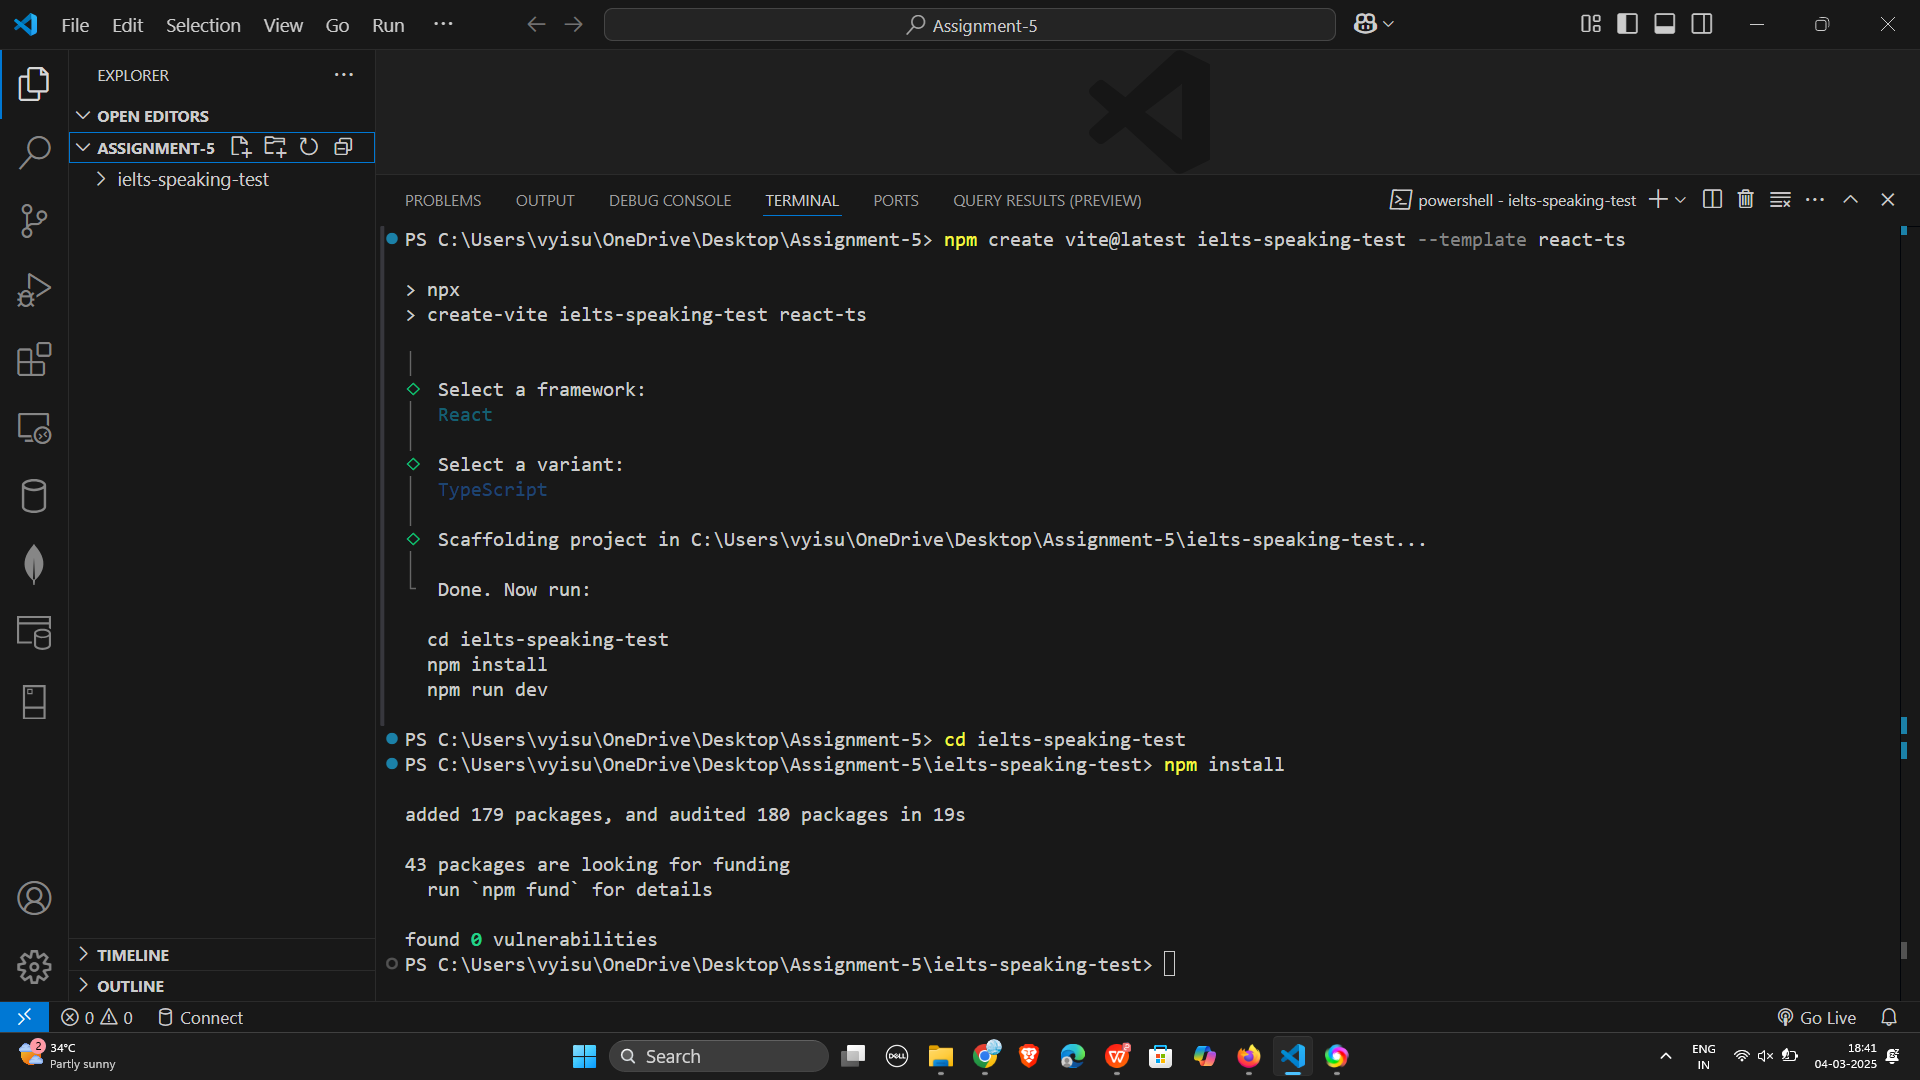 File Edit Selection View Go Run ···
Assignment-5
EXPLORER
OPEN EDITORS
ASSIGNMENT-5
ielts-speaking-test
PROBLEMS OUTPUT DEBUG CONSOLE TERMINAL PORTS QUERY RESULTS (PREVIEW)
powershell - ielts-speaking-test
PS C:\Users\vyisu\OneDrive\Desktop\Assignment-5> npm create vite@latest ielts-speaking-test --template react-ts
> npx
> create-vite ielts-speaking-test react-ts
Select a framework:
React
Select a variant:
TypeScript
Scaffolding project in C:\Users\vyisu\OneDrive\Desktop\Assignment-5\ielts-speaking-test...
Done. Now run:
cd ielts-speaking-test
npm install
npm run dev
PS C:\Users\vyisu\OneDrive\Desktop\Assignment-5> cd ielts-speaking-test
PS C:\Users\vyisu\OneDrive\Desktop\Assignment-5\ielts-speaking-test> npm install
added 179 packages, and audited 180 packages in 19s
43 packages are looking for funding
run `npm fund` for details
found 0 vulnerabilities
PS C:\Users\vyisu\OneDrive\Desktop\Assignment-5\ielts-speaking-test>
TIMELINE
OUTLINE
0 0 Connect
Go Live
2
34°C
Partly sunny
Search
DELL
ENG
IN
18:41
04-03-2025